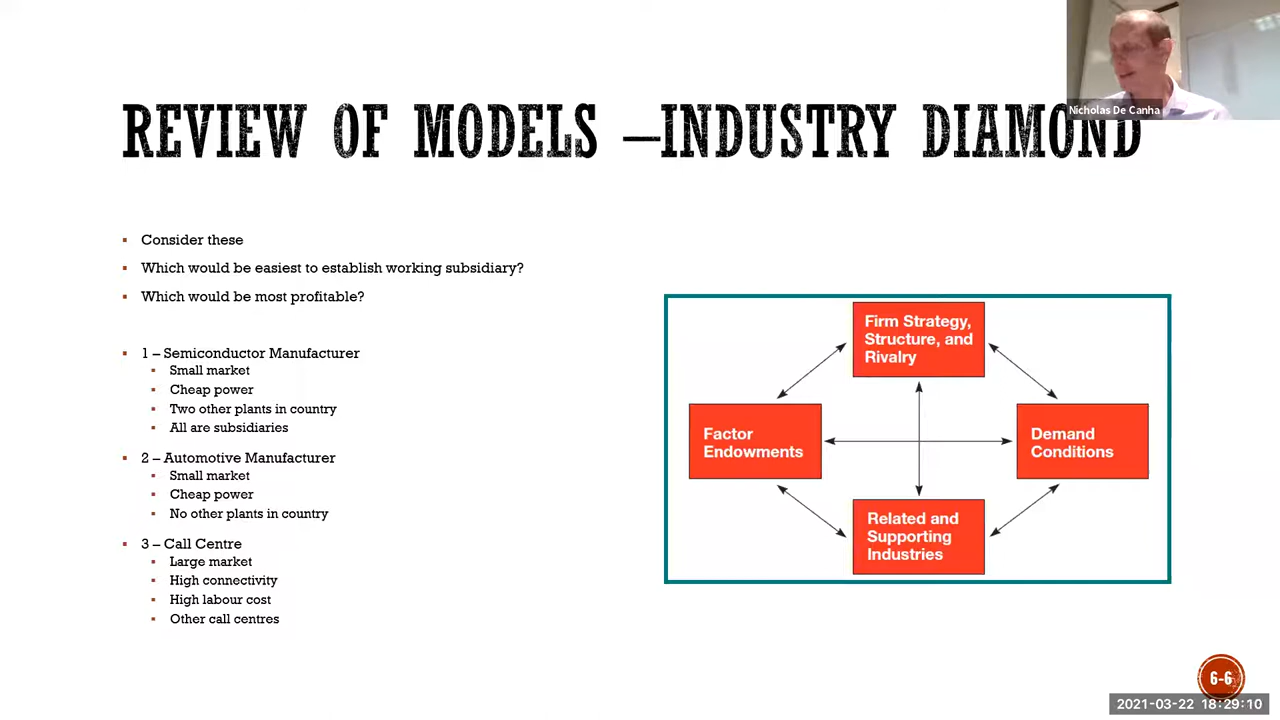 Nicholas De Canha
REVIEW OF MODELS –INDUSTRY DIAMOND
Consider these
Which would be easiest to establish working subsidiary?
Which would be most profitable?
1 – Semiconductor Manufacturer
Small market
Cheap power
Two other plants in country
All are subsidiaries
2 – Automotive Manufacturer
Small market
Cheap power
No other plants in country
3 – Call Centre
Large market
High connectivity
High labour cost
Other call centres
Firm Strategy,
Structure, and
Rivalry
Factor
Endowments
Demand
Conditions
Related and
Supporting
Industries
6-6
2021-03-22 18:29:10